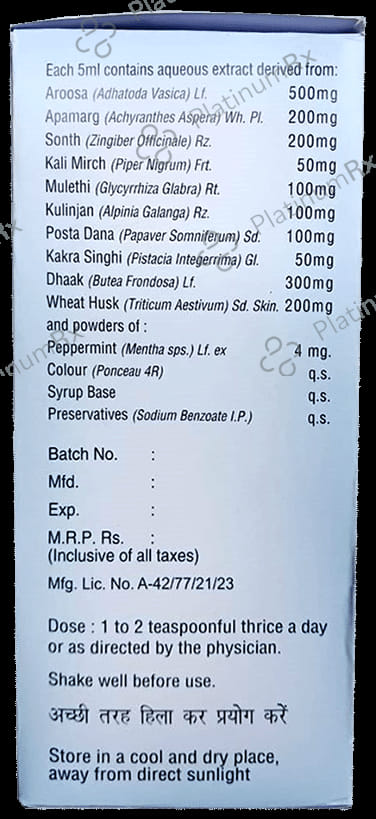 Each 5ml contains aqueous extract derived from:
Aroosa (Adhatoda Vasica) Lf. 500mg
Apamarg (Achyranthes Aspera) Wh. Pl. 200mg
Sonth (Zingiber Officinale) Rz. 200mg
Kali Mirch (Piper Nigrum) Frt. 50mg
Mulethi (Glycyrrhiza Glabra) Rt. 100mg
Kulinjan (Alpinia Galanga) Rz. 100mg
Posta Dana (Papaver Somniferum) Sd. 100mg
Kakra Singhi (Pistacia Integerrima) Gl. 50mg
Dhaak (Butea Frondosa) Lf. 300mg
Wheat Husk (Triticum Aestivum) Sd. Skin. 200mg
and powders of :
Peppermint (Mentha sps.) Lf. ex 4 mg.
Colour (Ponceau 4R) q.s.
Syrup Base q.s.
Preservatives (Sodium Benzoate I.P.) q.s.
Batch No. :
Mfd. :
Exp. :
M.R.P. Rs. :
(Inclusive of all taxes)
Mfg. Lic. No. A-42/77/21/23
Dose : 1 to 2 teaspoonful thrice a day
or as directed by the physician.
Shake well before use.
अच्छी तरह हिला कर प्रयोग करें
Store in a cool and dry place,
away from direct sunlight
PlatinumRx
PlatinumRx
PlatinumRx
PlatinumRx